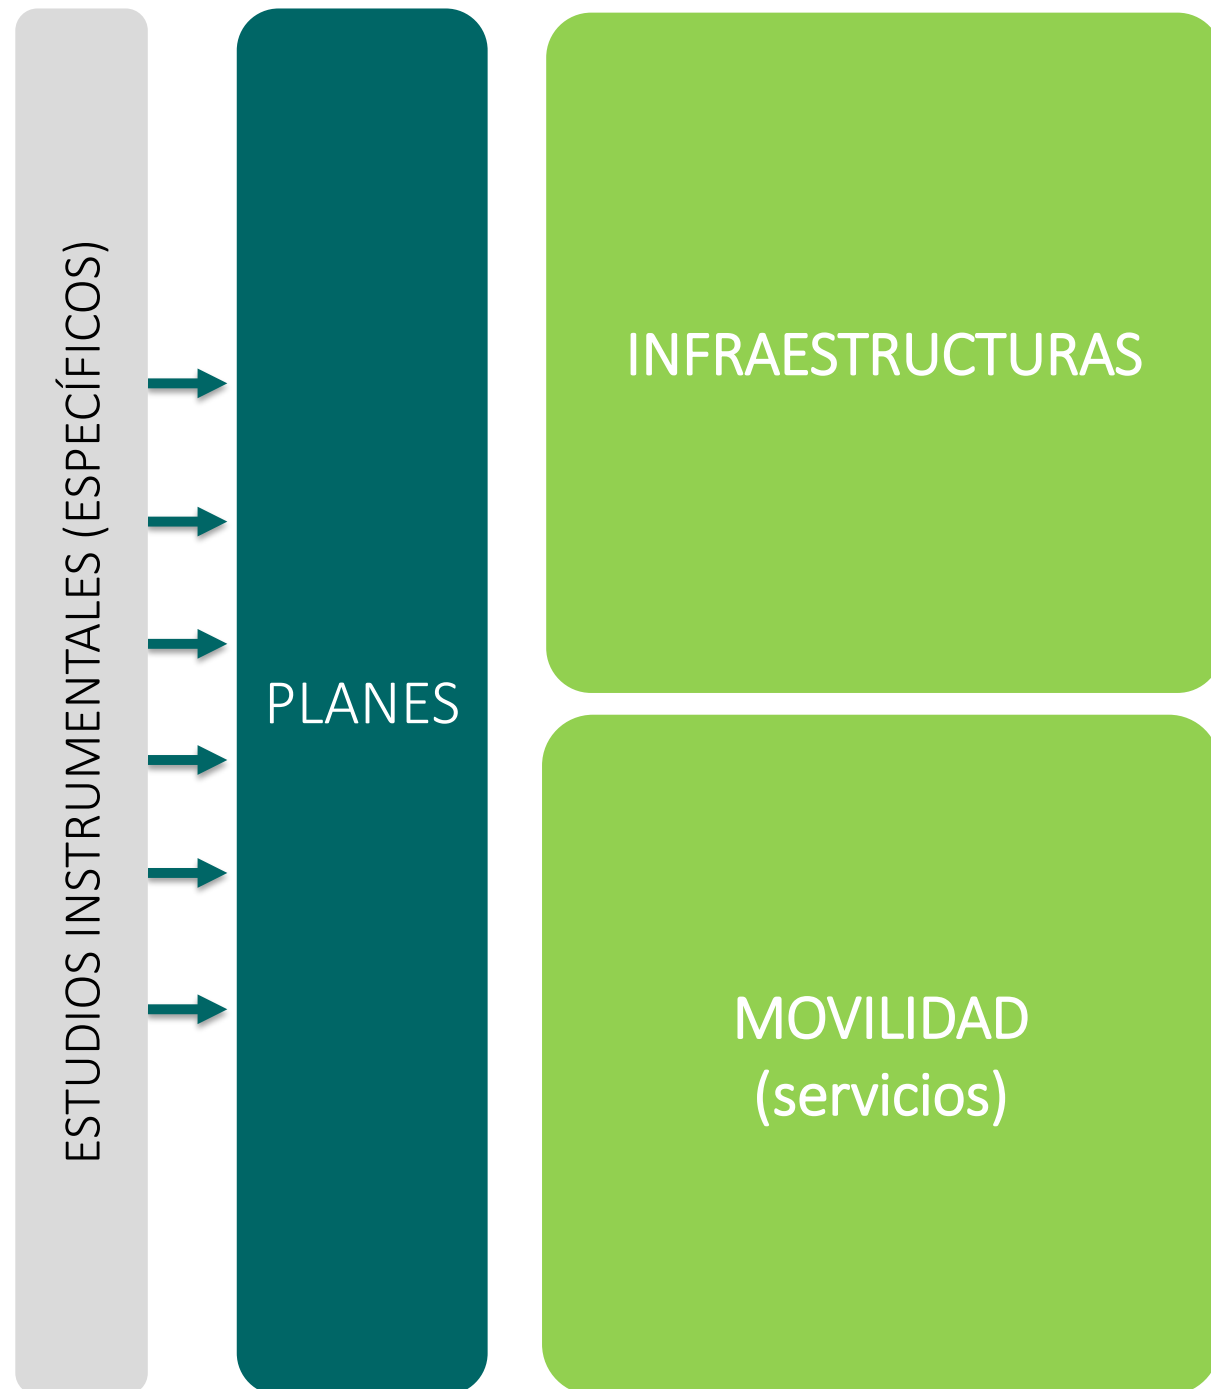 ESTUDIOS INSTRUMENTALES (ESPECÍFICOS)
PLANES
INFRAESTRUCTURAS
MOVILIDAD
(servicios)